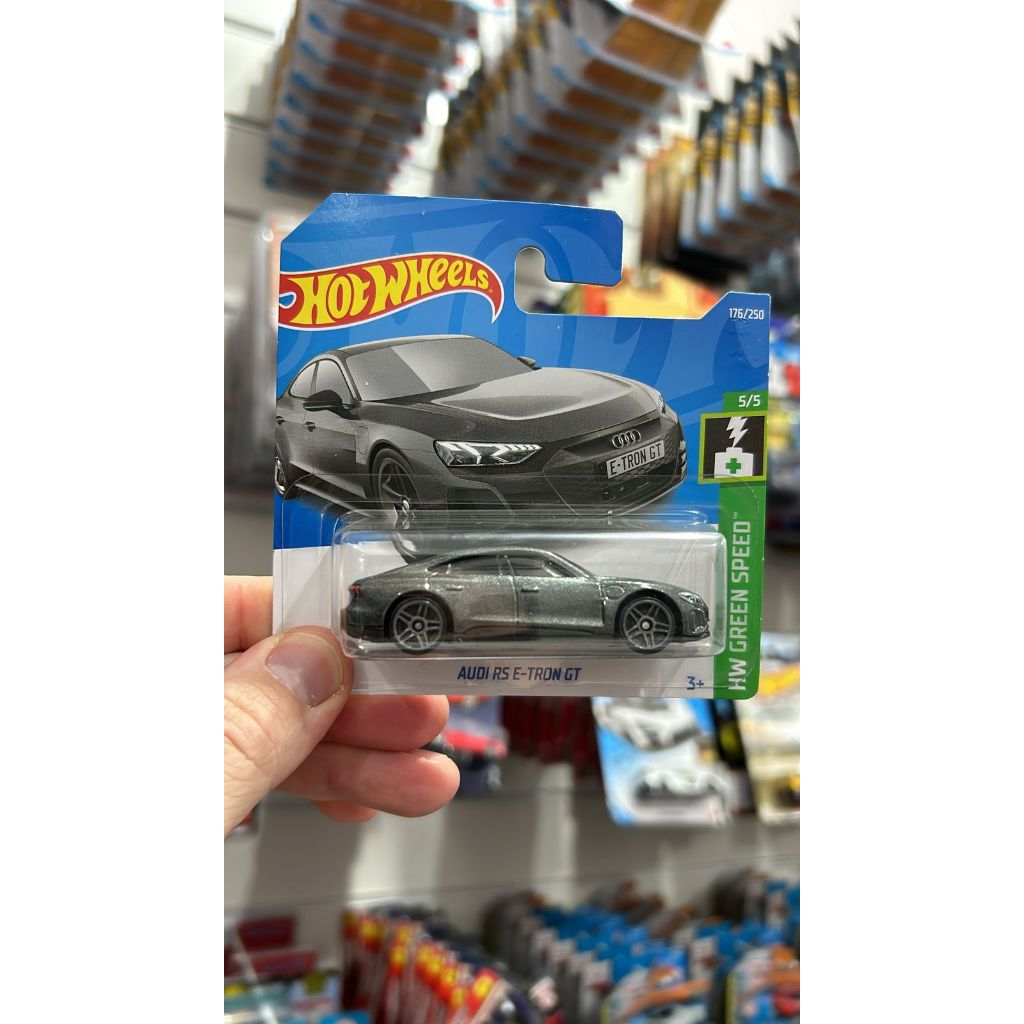 HOT WHEELS
176/250
5/5
E-TRON GT
HW GREEN SPEED™
AUDI RS E-TRON GT
3+